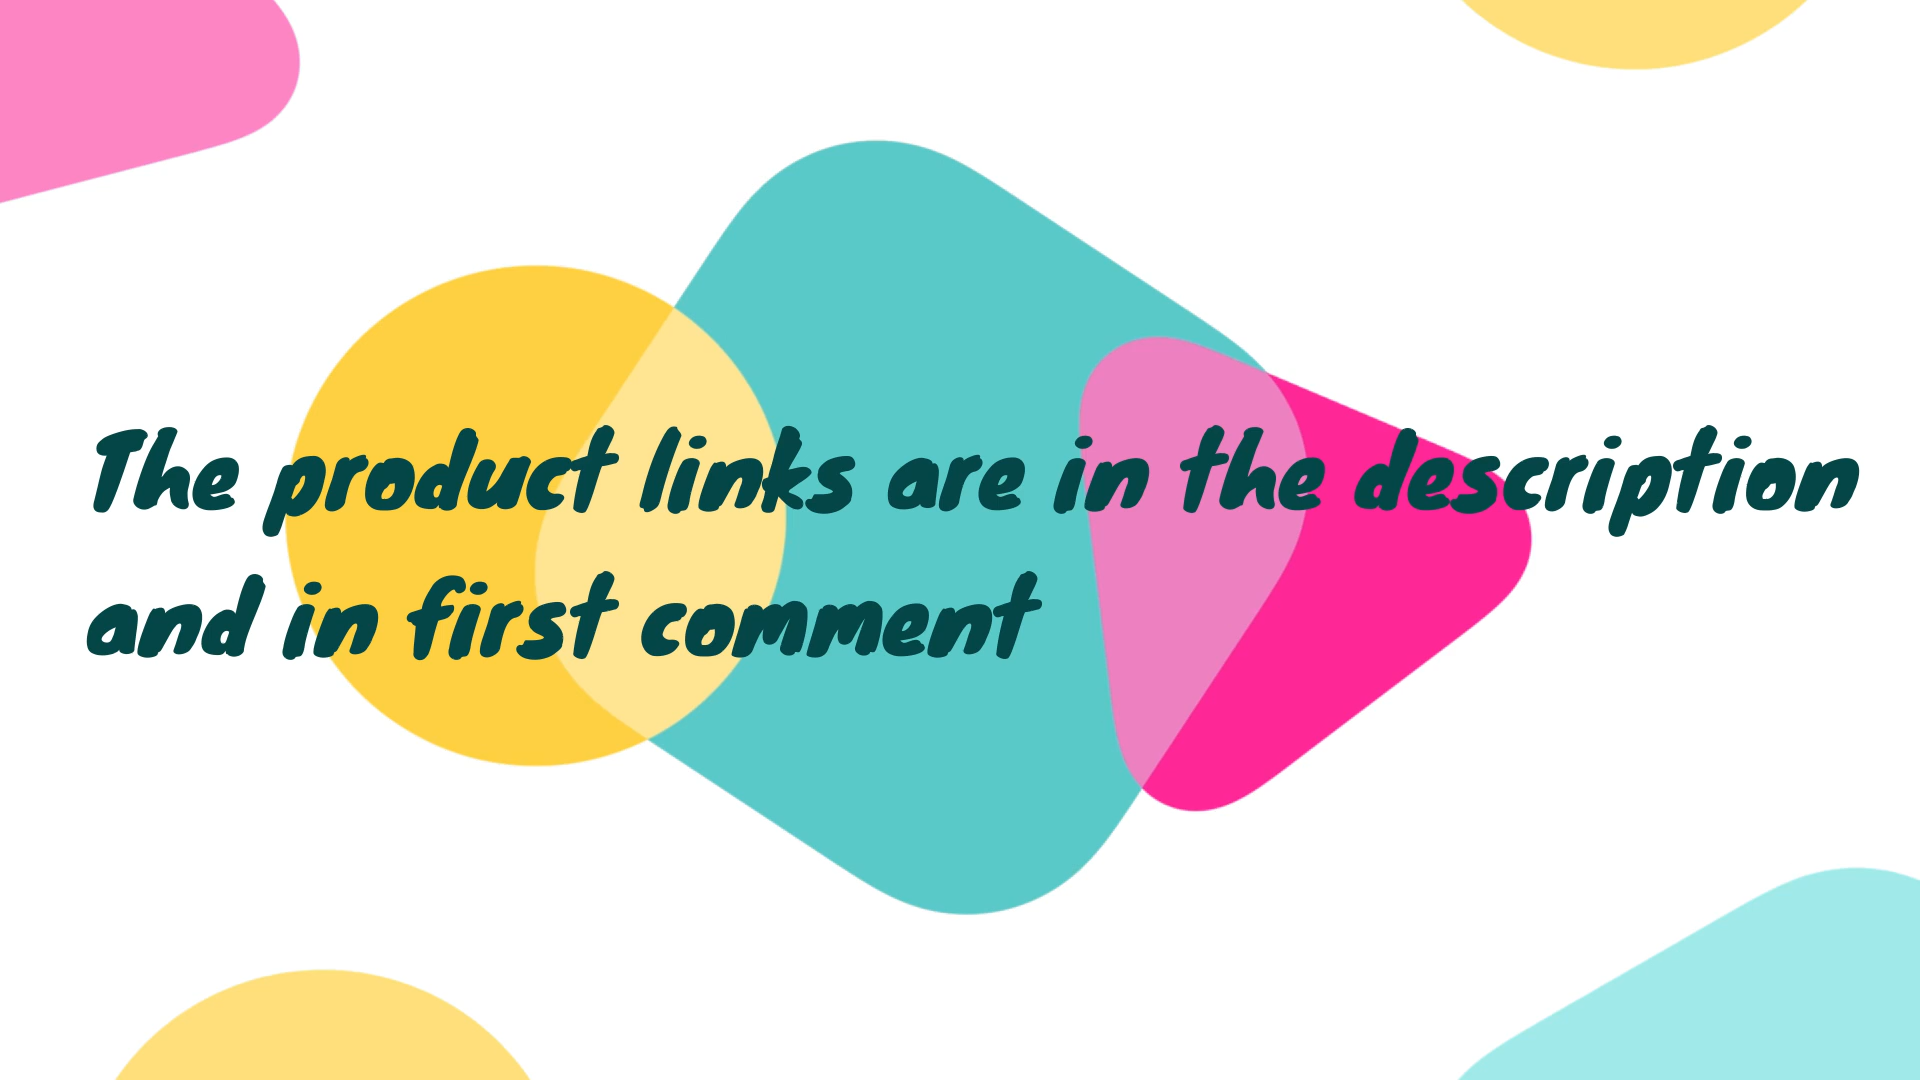 The product links are in the description
and in first comment